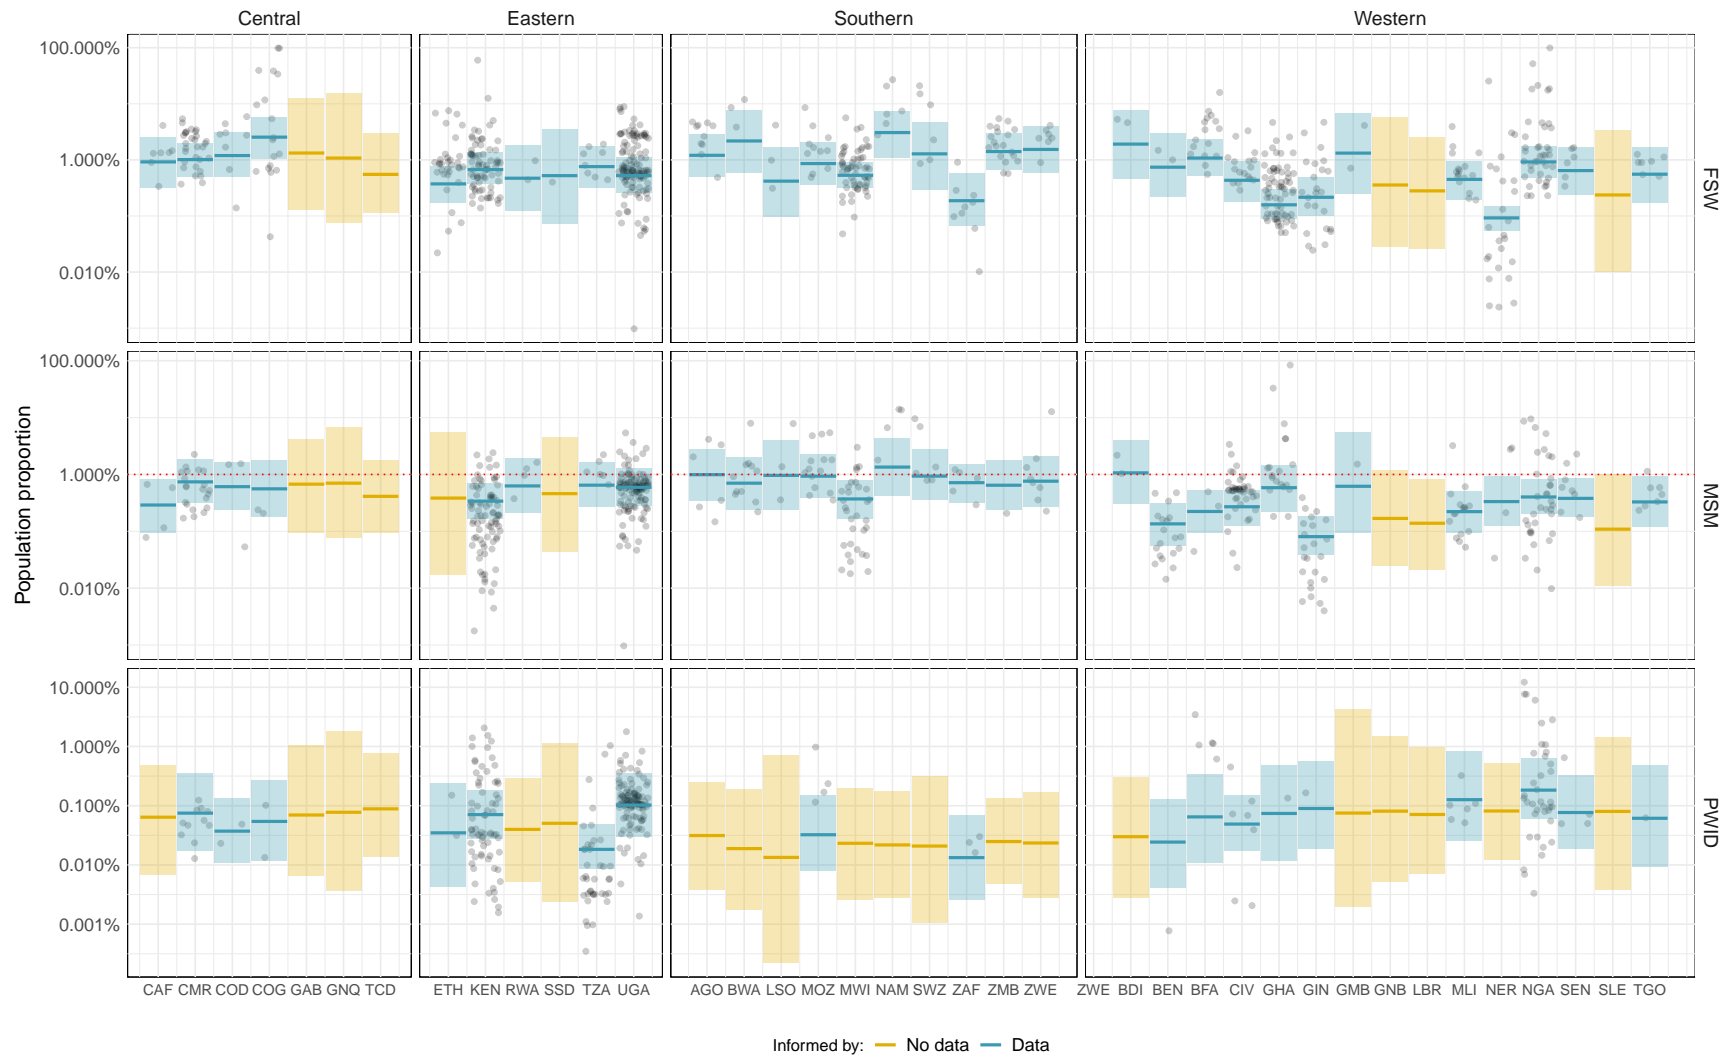 Central Eastern Southern Western
100.000%
1.000%
0.010%
FSW
100.000%
1.000%
0.010%
MSM
Population proportion
10.000%
1.000%
0.100%
0.010%
0.001%
PWID
CAF CMR COD COG GAB GNQ TCD ETH KEN RWA SSD TZA UGA AGO BWA LSO MOZ MWI NAM SWZ ZAF ZMB ZWE ZWE BDI BEN BFA CIV GHA GIN GMB GNB LBR MLI NER NGA SEN SLE TGO
Informed by: No data Data